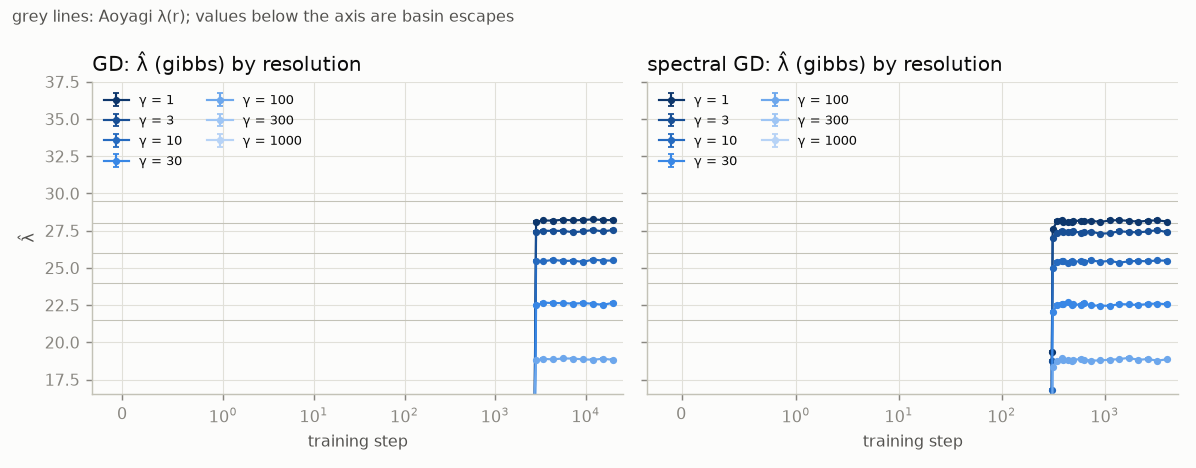 grey lines: Aoyagi λ(r); values below the axis are basin escapes
GD: λ̂ (gibbs) by resolution
spectral GD: λ̂ (gibbs) by resolution
γ = 1
γ = 3
γ = 10
γ = 30
γ = 100
γ = 300
γ = 1000
γ = 1
γ = 3
γ = 10
γ = 30
γ = 100
γ = 300
γ = 1000
37.5
35.0
32.5
30.0
27.5
25.0
22.5
20.0
17.5
λ̂
0 10⁰ 10¹ 10² 10³ 10⁴
0 10⁰ 10¹ 10² 10³
training step
training step